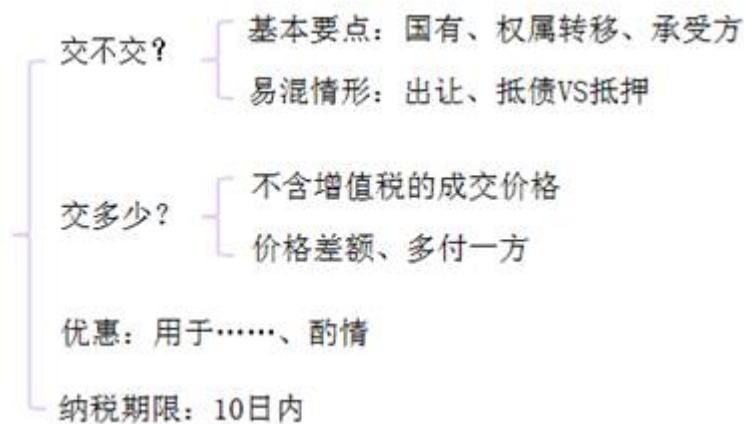 交不交？
基本要点：国有、权属转移、承受方
易混情形：出让、抵债VS抵押
交多少？
不含增值税的成交价格
价格差额、多付一方
优惠：用于……、酌情
纳税期限：10日内